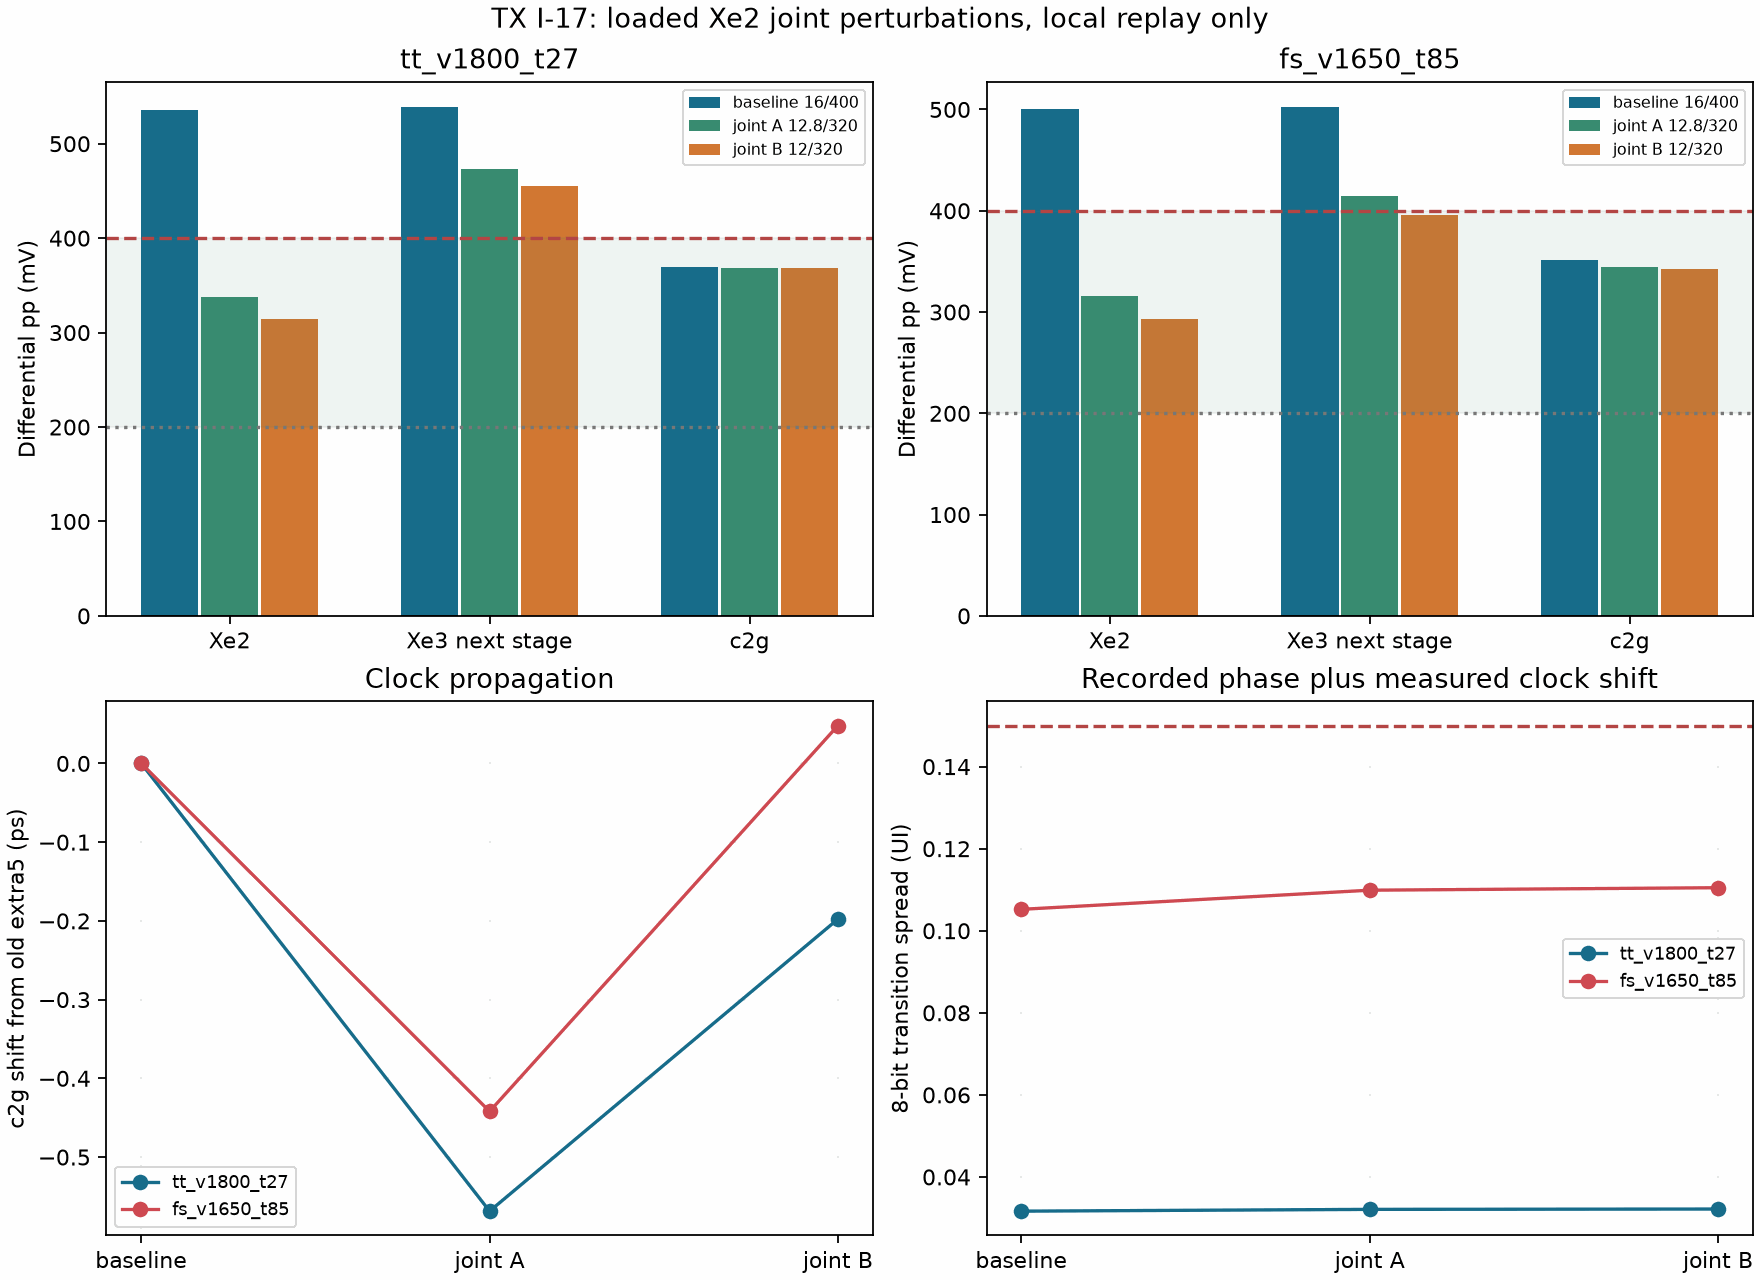 TX I-17: loaded Xe2 joint perturbations, local replay only
tt_v1800_t27
Differential pp (mV)
500
400
300
200
100
0
baseline 16/400
joint A 12.8/320
joint B 12/320
Xe2
Xe3 next stage
c2g
fs_v1650_t85
Differential pp (mV)
500
400
300
200
100
0
baseline 16/400
joint A 12.8/320
joint B 12/320
Xe2
Xe3 next stage
c2g
Clock propagation
c2g shift from old extra5 (ps)
0.0
−0.1
−0.2
−0.3
−0.4
−0.5
tt_v1800_t27
fs_v1650_t85
baseline
joint A
joint B
Recorded phase plus measured clock shift
8-bit transition spread (UI)
0.14
0.12
0.10
0.08
0.06
0.04
tt_v1800_t27
fs_v1650_t85
baseline
joint A
joint B